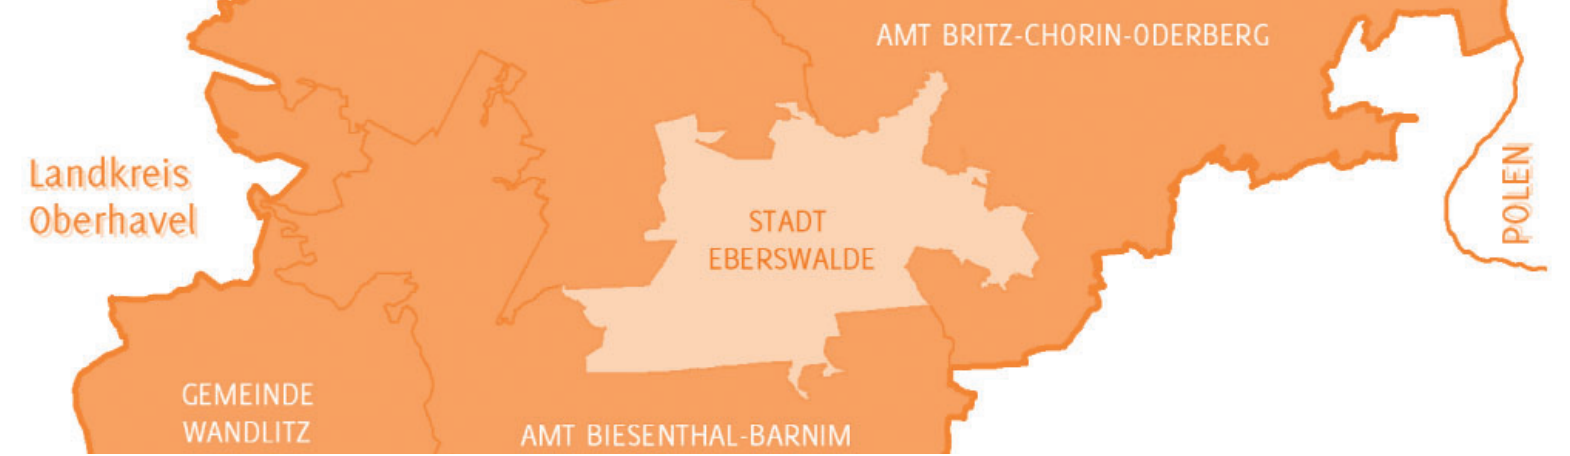 AMT BRITZ-CHORIN-ODERBERG
Landkreis
Oberhavel
POLEN
STADT
EBERSWALDE
GEMEINDE
WANDLITZ
AMT BIESENTHAL-BARNIM